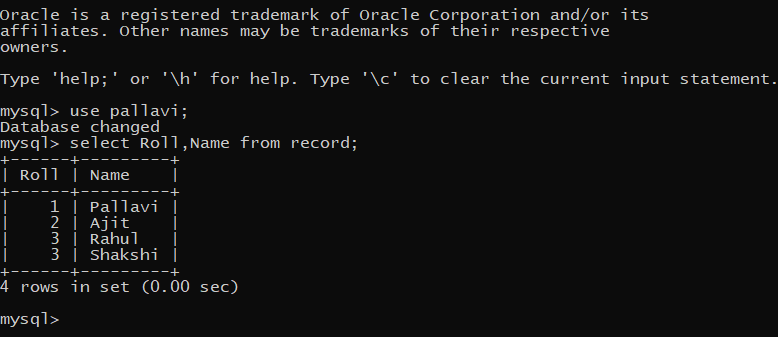 Oracle is a registered trademark of Oracle Corporation and/or its
affiliates. Other names may be trademarks of their respective
owners.
Type 'help;' or '\h' for help. Type '\c' to clear the current input statement.
mysql> use pallavi;
Database changed
mysql> select Roll,Name from record;
+------+---------+
| Roll | Name    |
+------+---------+
|    1 | Pallavi |
|    2 | Ajit    |
|    3 | Rahul   |
|    3 | Shakshi |
+------+---------+
4 rows in set (0.00 sec)
mysql>